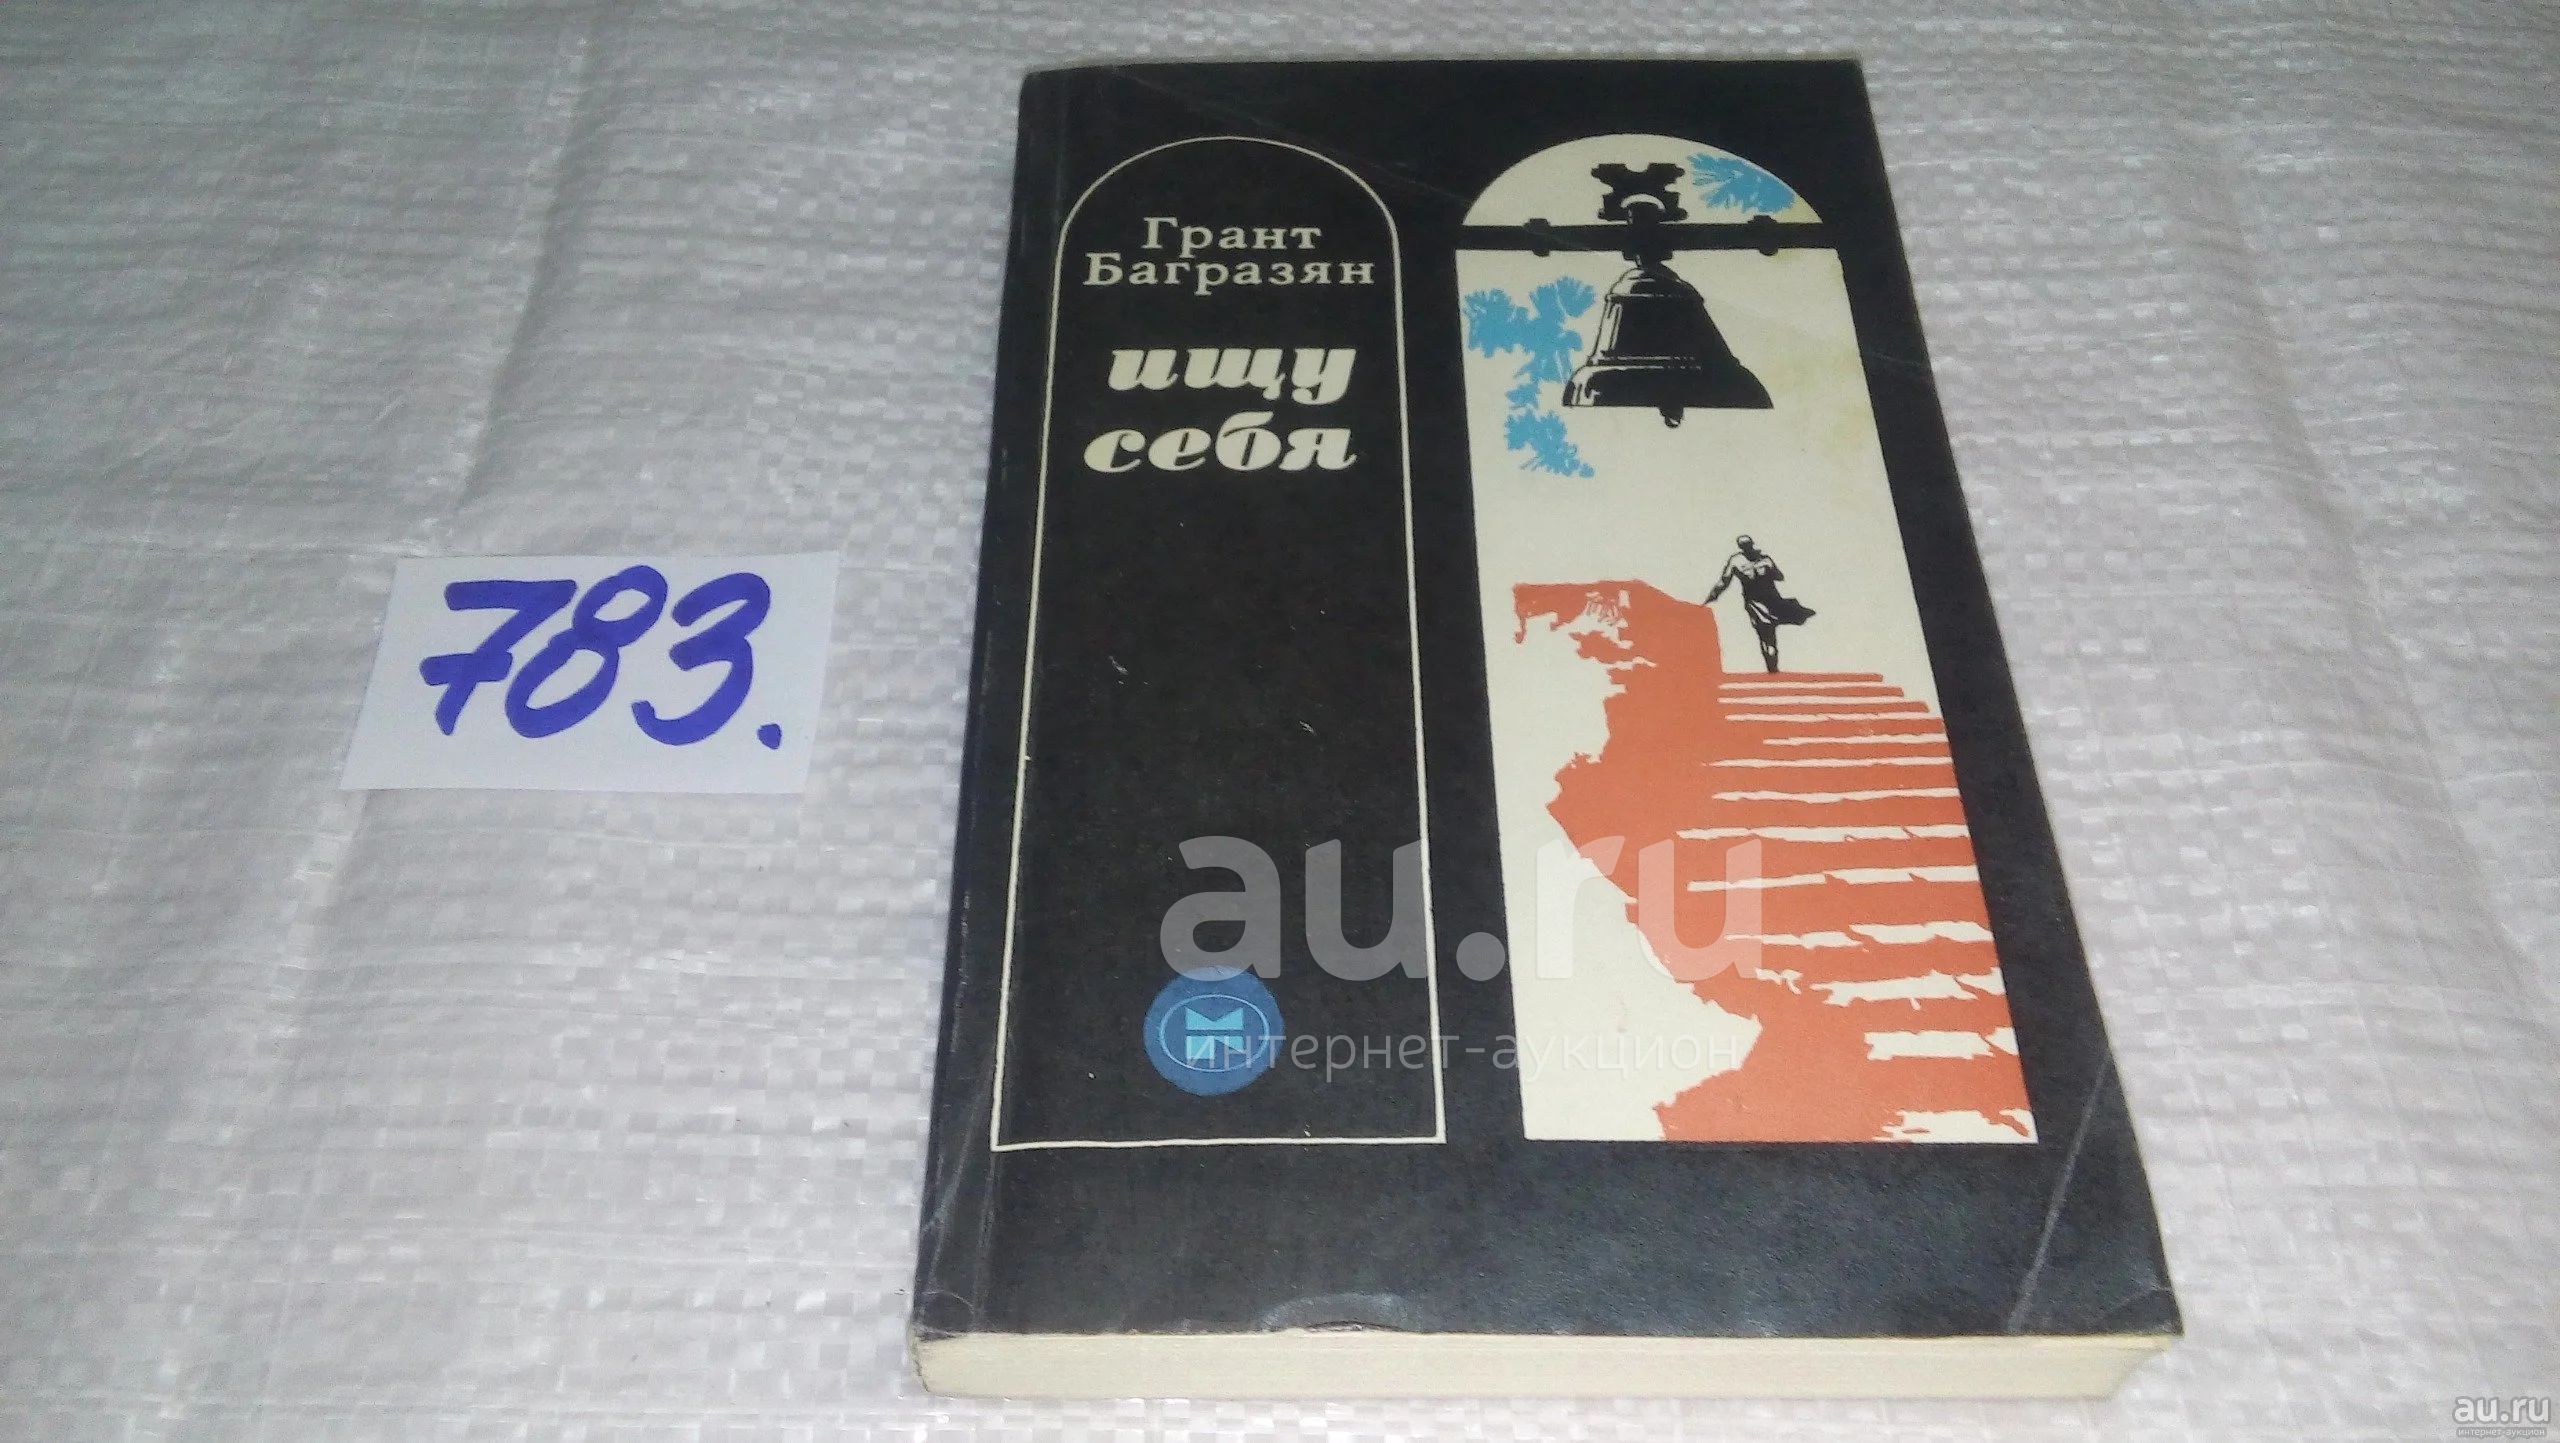 Грант
Багразян
ищу
себя
783.
au.ru
интернет-аукцион
au.ru
интернет-аукцион